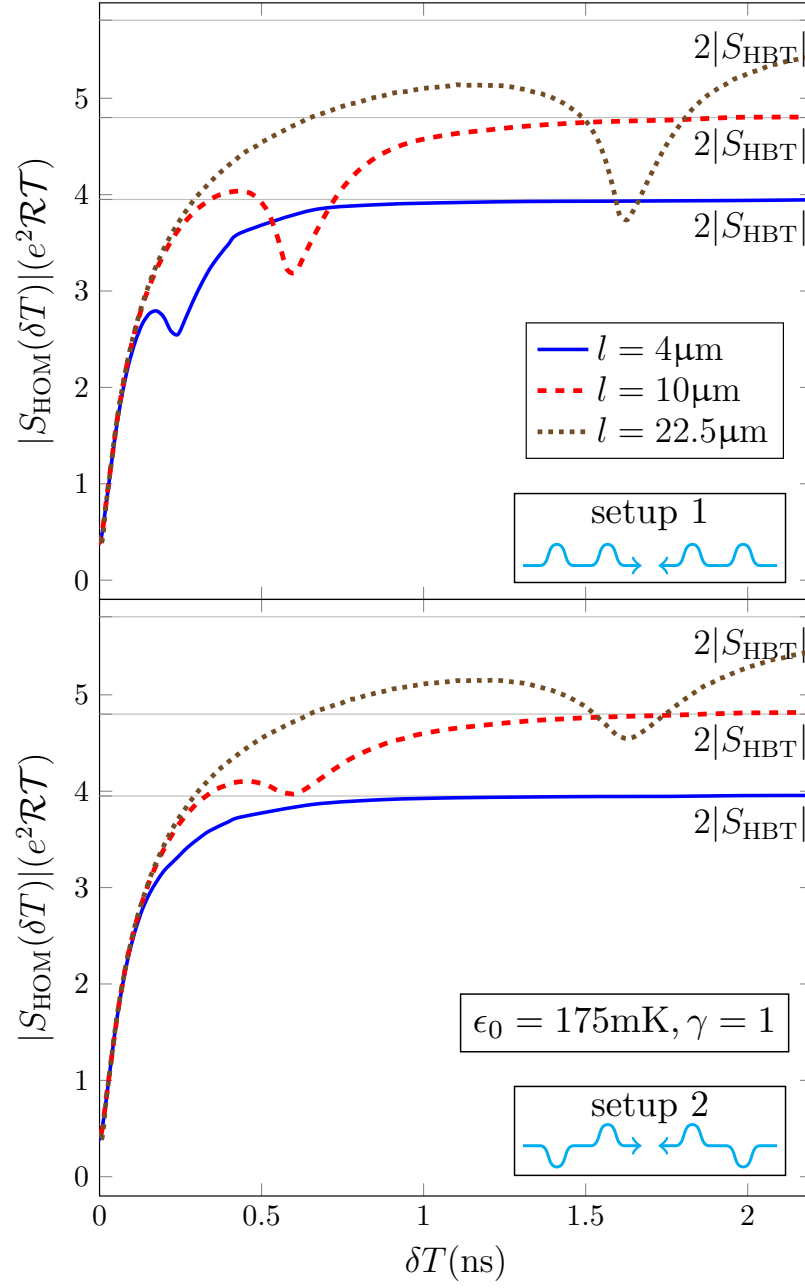 2|S_HBT|
5
2|S_HBT|
4
2|S_HBT|
3
l = 4μm
l = 10μm
2
l = 22.5μm
1
setup 1
0
|S_HOM(δT)|(e²ℛ𝒯)
2|S_HBT|
5
2|S_HBT|
4
2|S_HBT|
3
2
ϵ₀ = 175mK, γ = 1
1
setup 2
0
|S_HOM(δT)|(e²ℛ𝒯)
0 0.5 1 1.5 2
δT(ns)